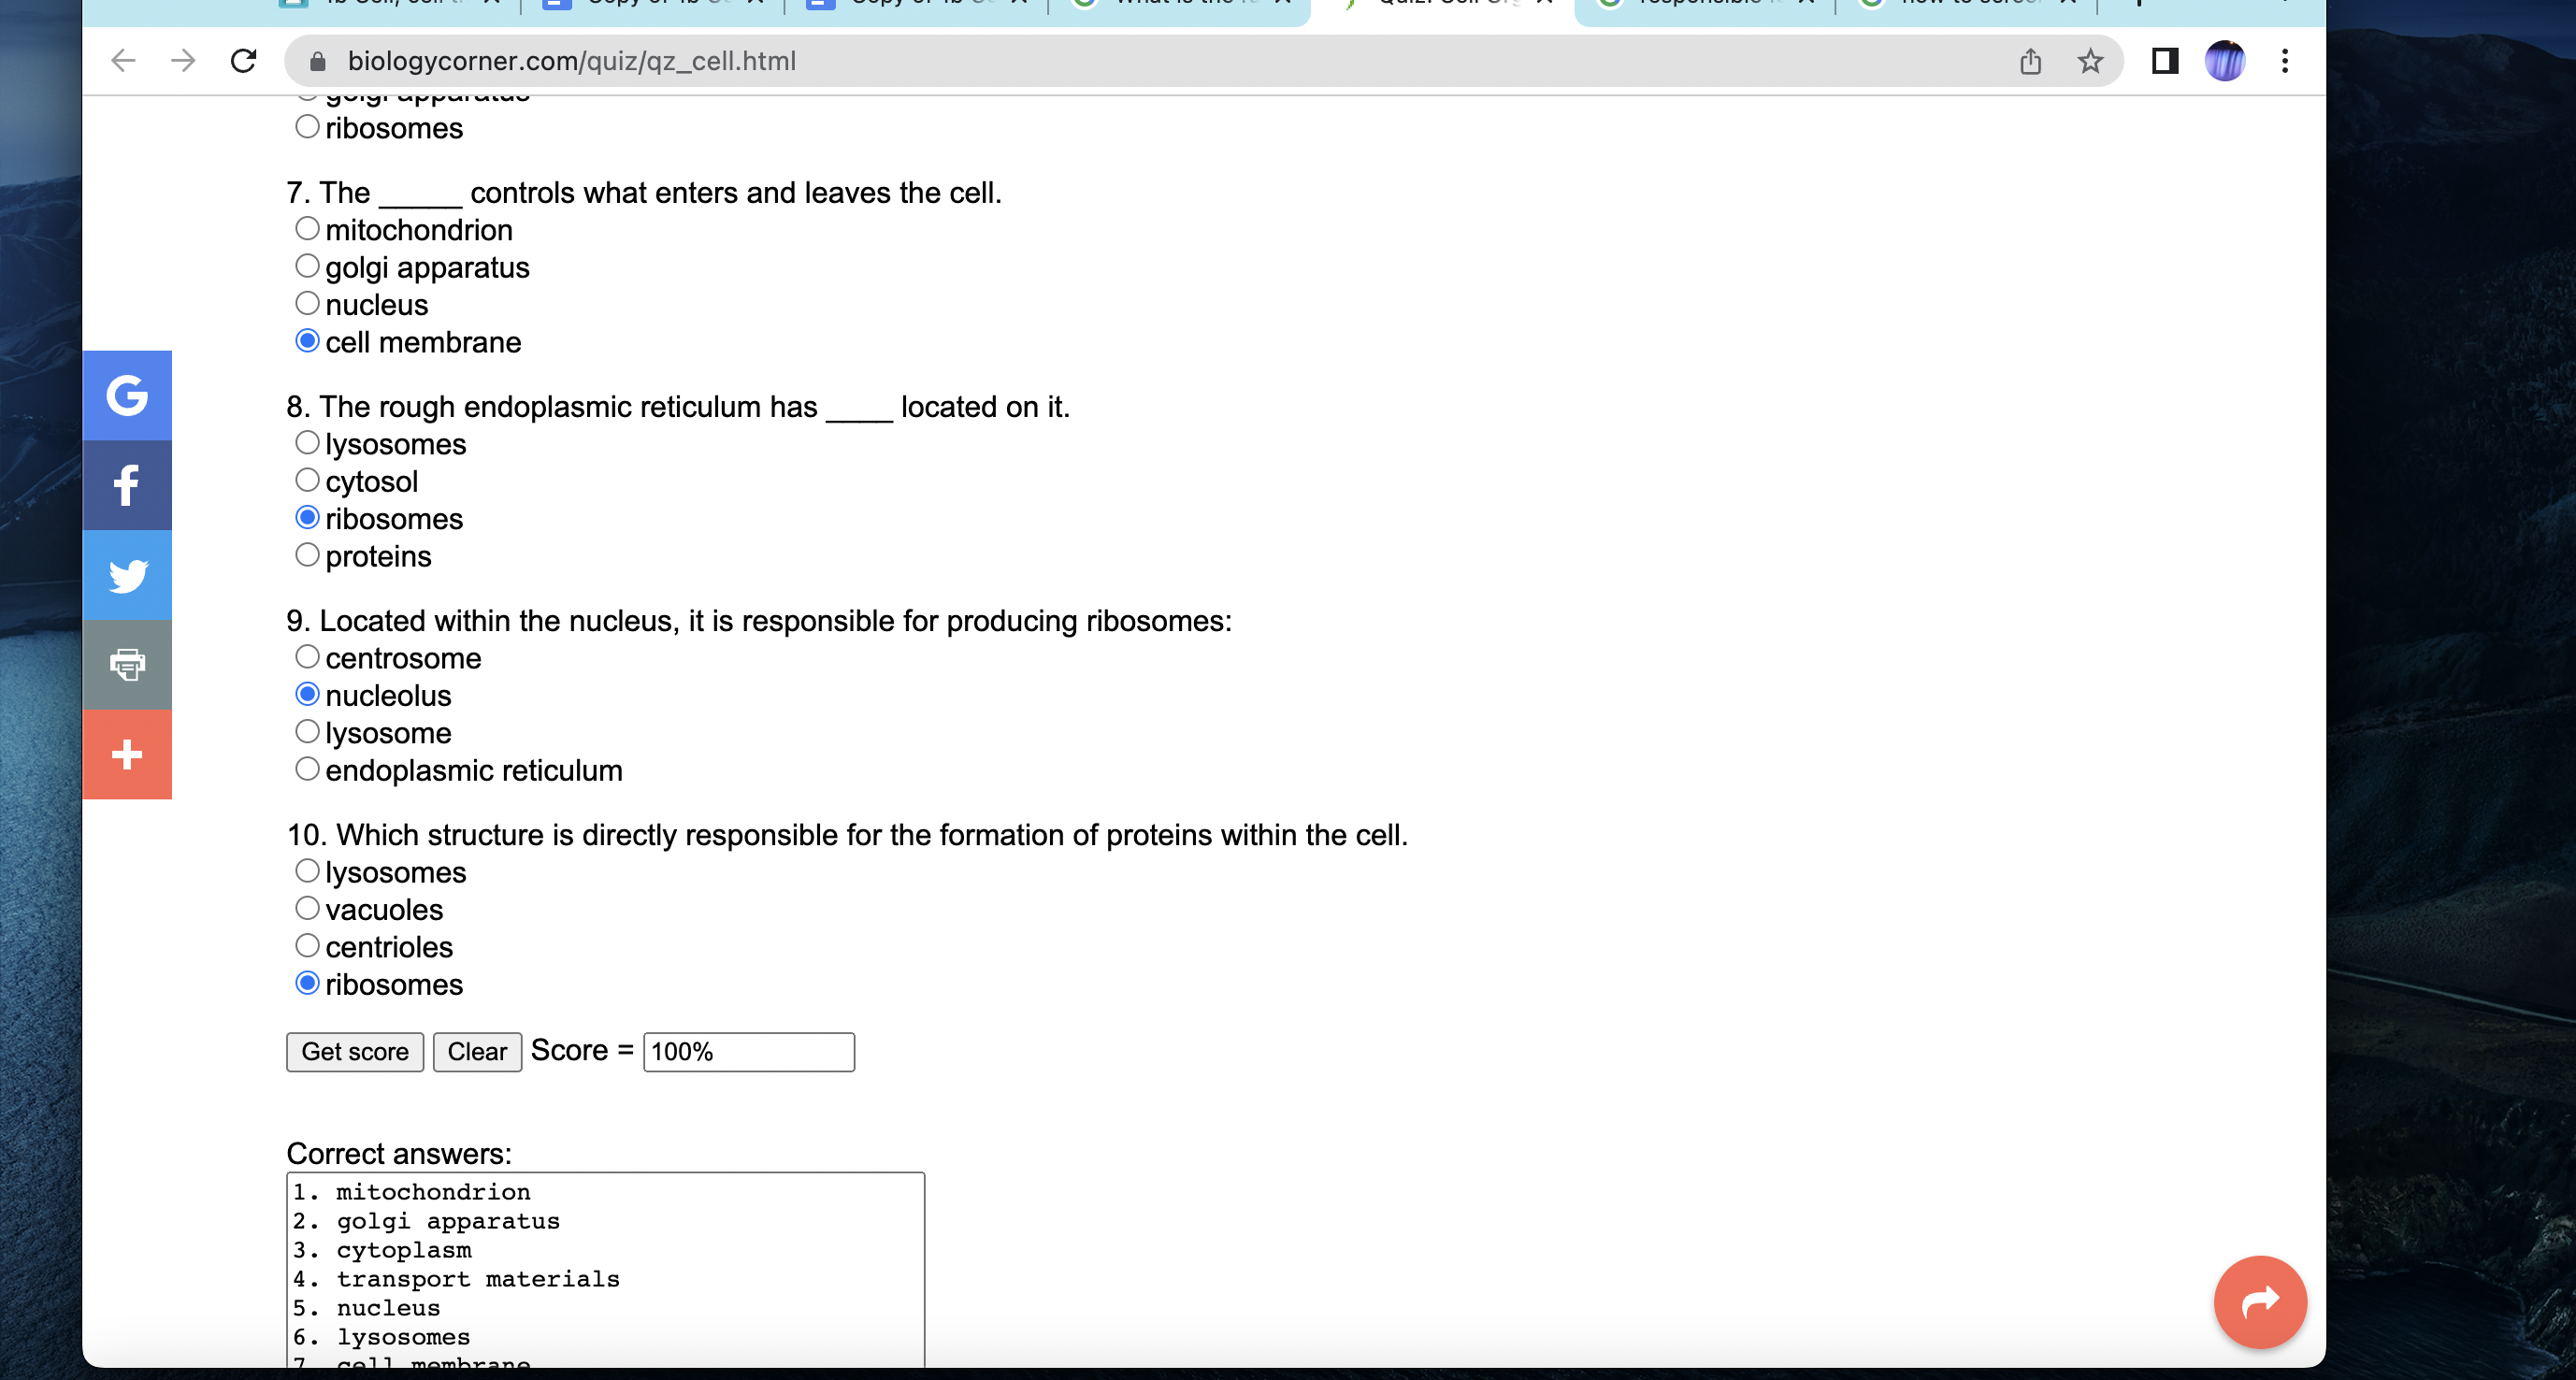 biologycorner.com/quiz/qz_cell.html
golgi apparatus
ribosomes
7. The _____ controls what enters and leaves the cell.
mitochondrion
golgi apparatus
nucleus
cell membrane
8. The rough endoplasmic reticulum has ____ located on it.
lysosomes
cytosol
ribosomes
proteins
9. Located within the nucleus, it is responsible for producing ribosomes:
centrosome
nucleolus
lysosome
endoplasmic reticulum
10. Which structure is directly responsible for the formation of proteins within the cell.
lysosomes
vacuoles
centrioles
ribosomes
Get score Clear Score = 100%
Correct answers:
1. mitochondrion
2. golgi apparatus
3. cytoplasm
4. transport materials
5. nucleus
6. lysosomes
7. cell membrane